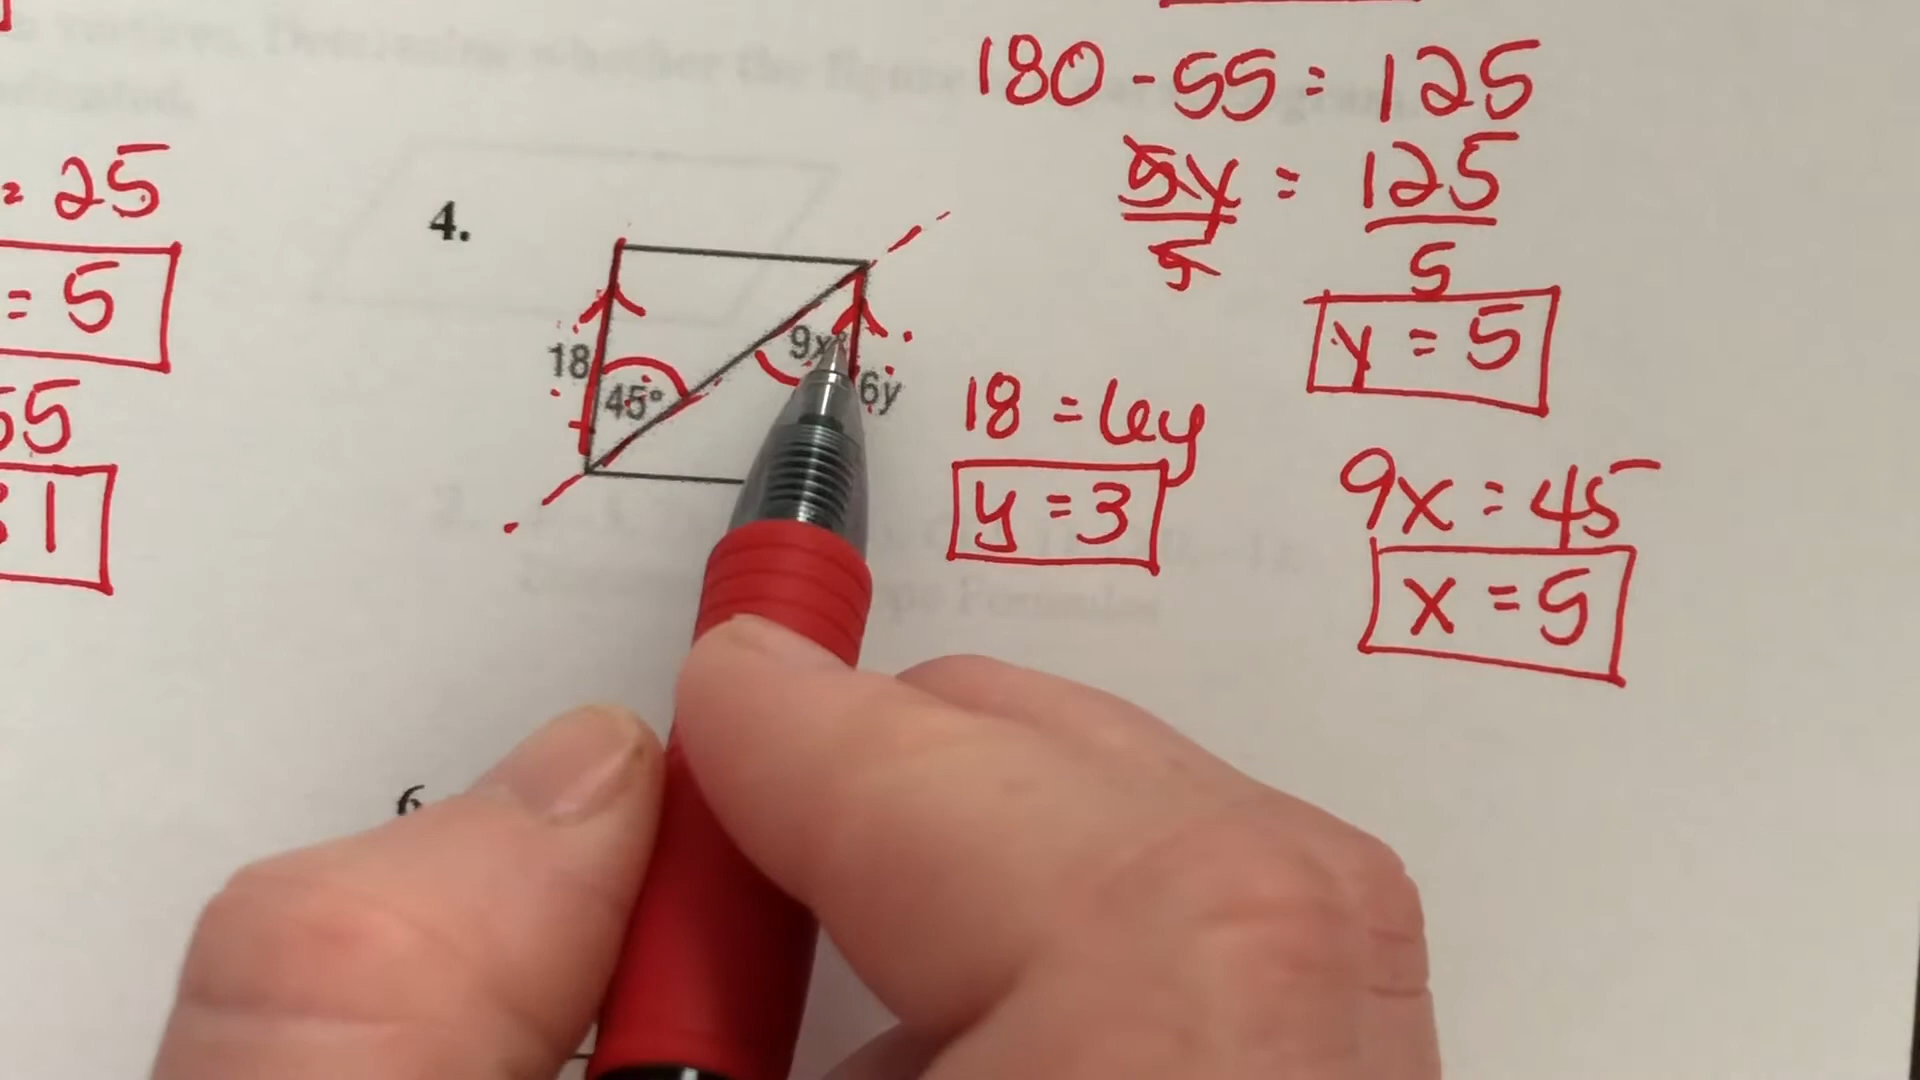 180 - 55 = 125
5y = 125
5 5
y = 5
= 25
= 5
55
31
4.
18
45°
9x°
6y
18 = 6y
y = 3
9x = 45
x = 5